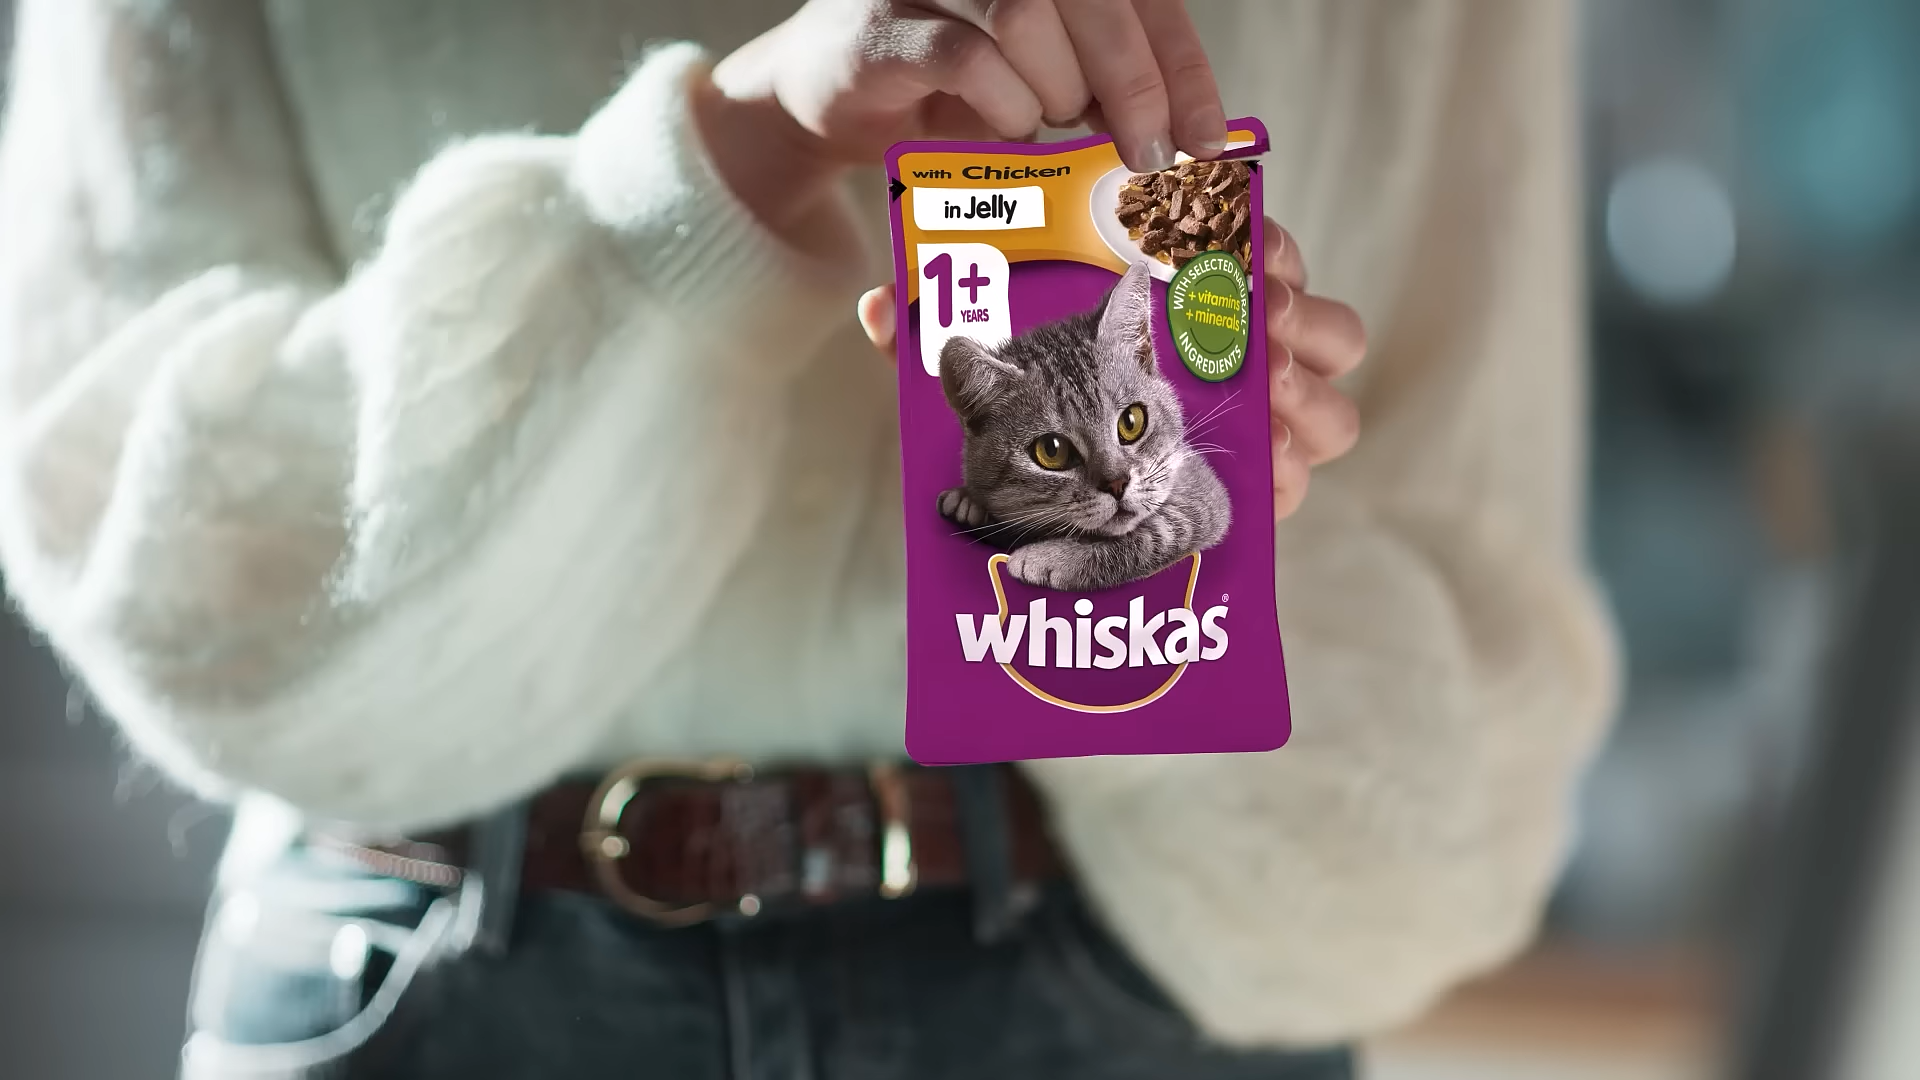 with Chicken
in Jelly
1+
YEARS
WITH SELECTED NATURAL
+vitamins
+minerals
INGREDIENTS
whiskas®